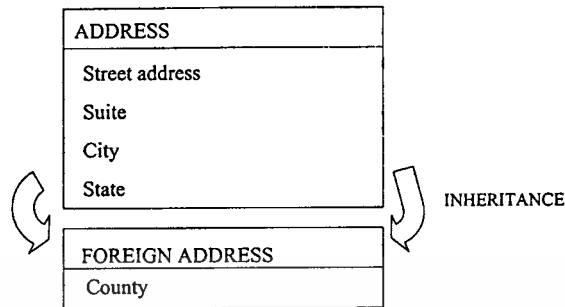 ADDRESS
Street address
Suite
City
State
INHERITANCE
FOREIGN ADDRESS
County